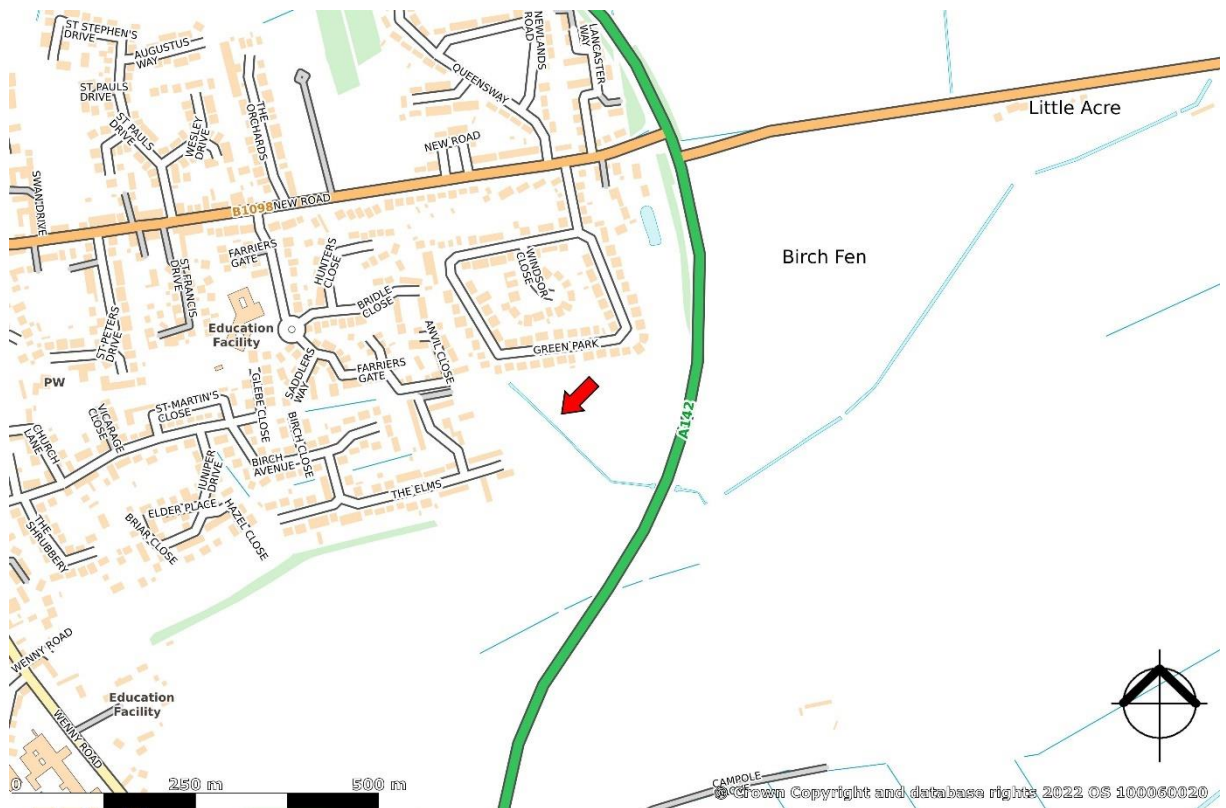 ST STEPHEN'S
DRIVE
AUGUSTUS
WAY
ST PAULS
DRIVE
ST PAULS
DRIVE
WESLEY
DRIVE
THE
ORCHARDS
QUEENSWAY
NEWLANDS
ROAD
LANCASTER
WAY
NEW ROAD
Little Acre
SWAN DRIVE
B1098
NEW ROAD
FARRIERS
GATE
HUNTERS
CLOSE
BRIDLE
CLOSE
WINDSOR
CLOSE
Birch Fen
ST FRANCIS
DRIVE
ST PETERS
DRIVE
Education
Facility
ANVIL CLOSE
GREEN PARK
SADDLERS
WAY
FARRIERS
GATE
PW
GLEBE CLOSE
ST MARTIN'S
CLOSE
VICARAGE
CLOSE
BIRCH CLOSE
CHURCH
LANE
JUNIPER
DRIVE
BIRCH
AVENUE
A142
THE ELMS
ELDER PLACE
THE
SHRUBBERY
BRIAR CLOSE
HAZEL CLOSE
WENNY ROAD
Education
Facility
WENNY ROAD
0
250 m
500 m
CAMPOLE
© Crown Copyright and database rights 2022 OS 100060020